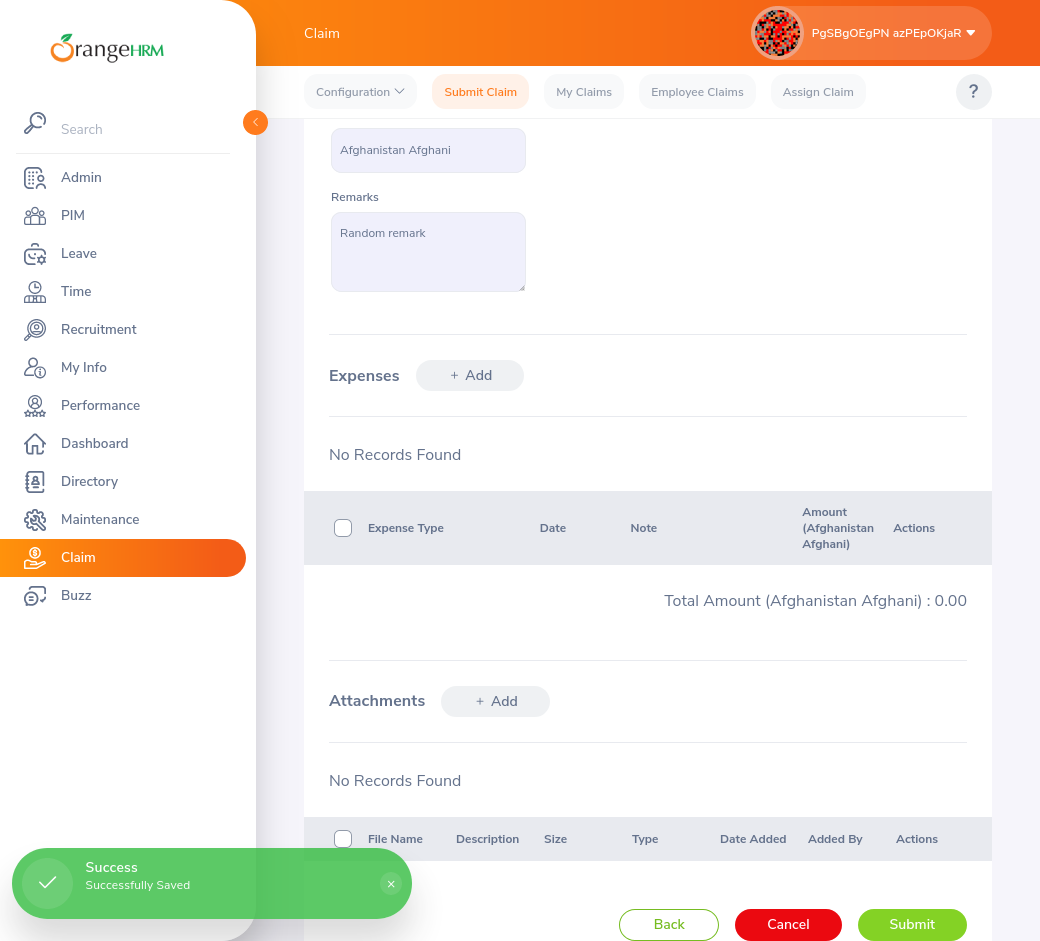 OrangeHRM
Claim
PgSBgOEgPN azPEpOKjaR
Configuration
Submit Claim
My Claims
Employee Claims
Assign Claim
?
Search
Admin
PIM
Leave
Time
Recruitment
My Info
Performance
Dashboard
Directory
Maintenance
Claim
Buzz
Afghanistan Afghani
Remarks
Random remark
Expenses
+ Add
No Records Found
Expense Type
Date
Note
Amount
(Afghanistan
Afghani)
Actions
Total Amount (Afghanistan Afghani) : 0.00
Attachments
+ Add
No Records Found
File Name
Description
Size
Type
Date Added
Added By
Actions
Success
Successfully Saved
×
Back
Cancel
Submit